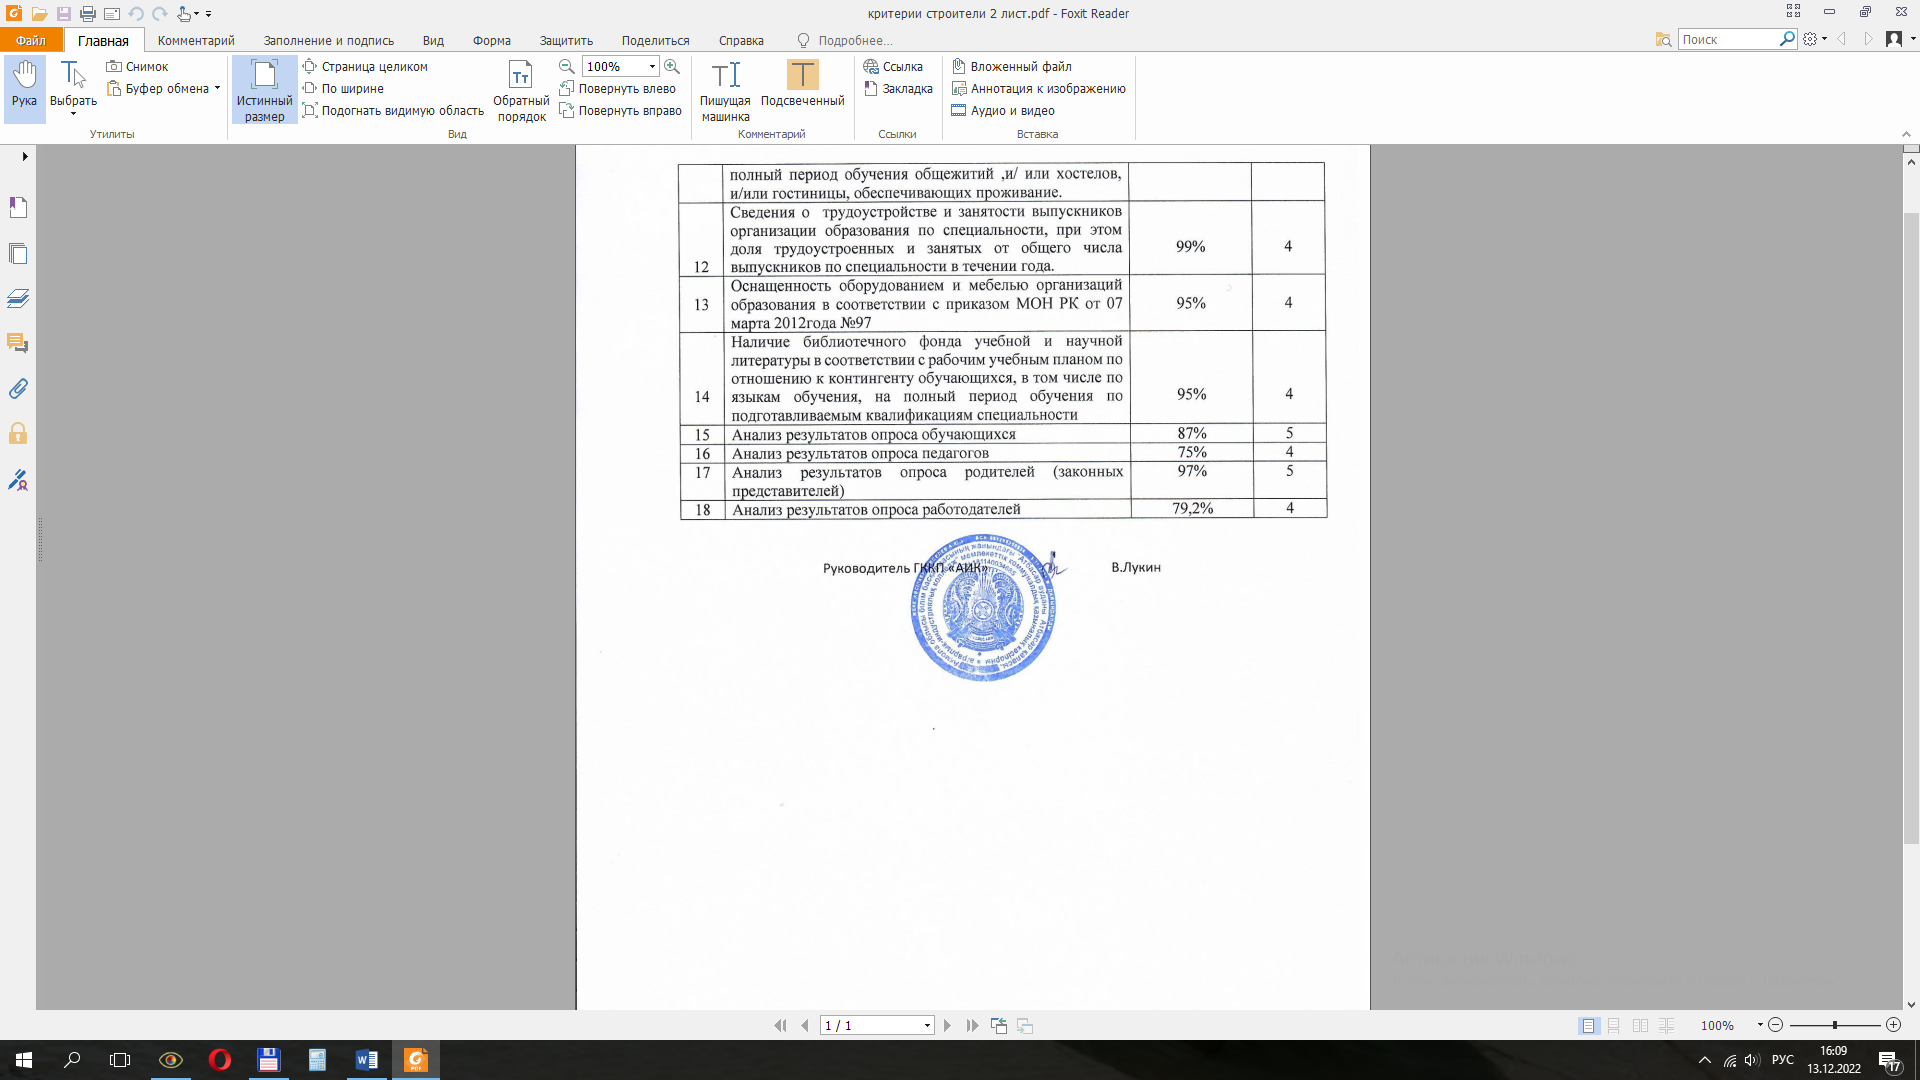 критерии строители 2 лист.pdf - Foxit Reader
Файл Главная Комментарий Заполнение и подпись Вид Форма Защитить Поделиться Справка Подробнее... Поиск
Рука
Выбрать
Снимок
Буфер обмена
Утилиты
Истинный размер
Страница целиком
По ширине
Подогнать видимую область
Обратный порядок
100%
Повернуть влево
Повернуть вправо
Вид
Пишущая машинка
Подсвеченный
Комментарий
Ссылка
Закладка
Ссылки
Вложенный файл
Аннотация к изображению
Аудио и видео
Вставка
полный период обучения общежитий ,и/ или хостелов,
и/или гостиницы, обеспечивающих проживание.
12 Сведения о трудоустройстве и занятости выпускников
организации образования по специальности, при этом
доля трудоустроенных и занятых от общего числа
выпускников по специальности в течении года. 99% 4
13 Оснащенность оборудованием и мебелью организаций
образования в соответствии с приказом МОН РК от 07
марта 2012года №97 95% 4
14 Наличие библиотечного фонда учебной и научной
литературы в соответствии с рабочим учебным планом по
отношению к контингенту обучающихся, в том числе по
языкам обучения, на полный период обучения по
подготавливаемым квалификациям специальности 95% 4
15 Анализ результатов опроса обучающихся 87% 5
16 Анализ результатов опроса педагогов 75% 4
17 Анализ результатов опроса родителей (законных
представителей) 97% 5
18 Анализ результатов опроса работодателей 79,2% 4
Руководитель ГККП «АИК» В.Лукин
1 / 1
100%
РУС
16:09
13.12.2022
17